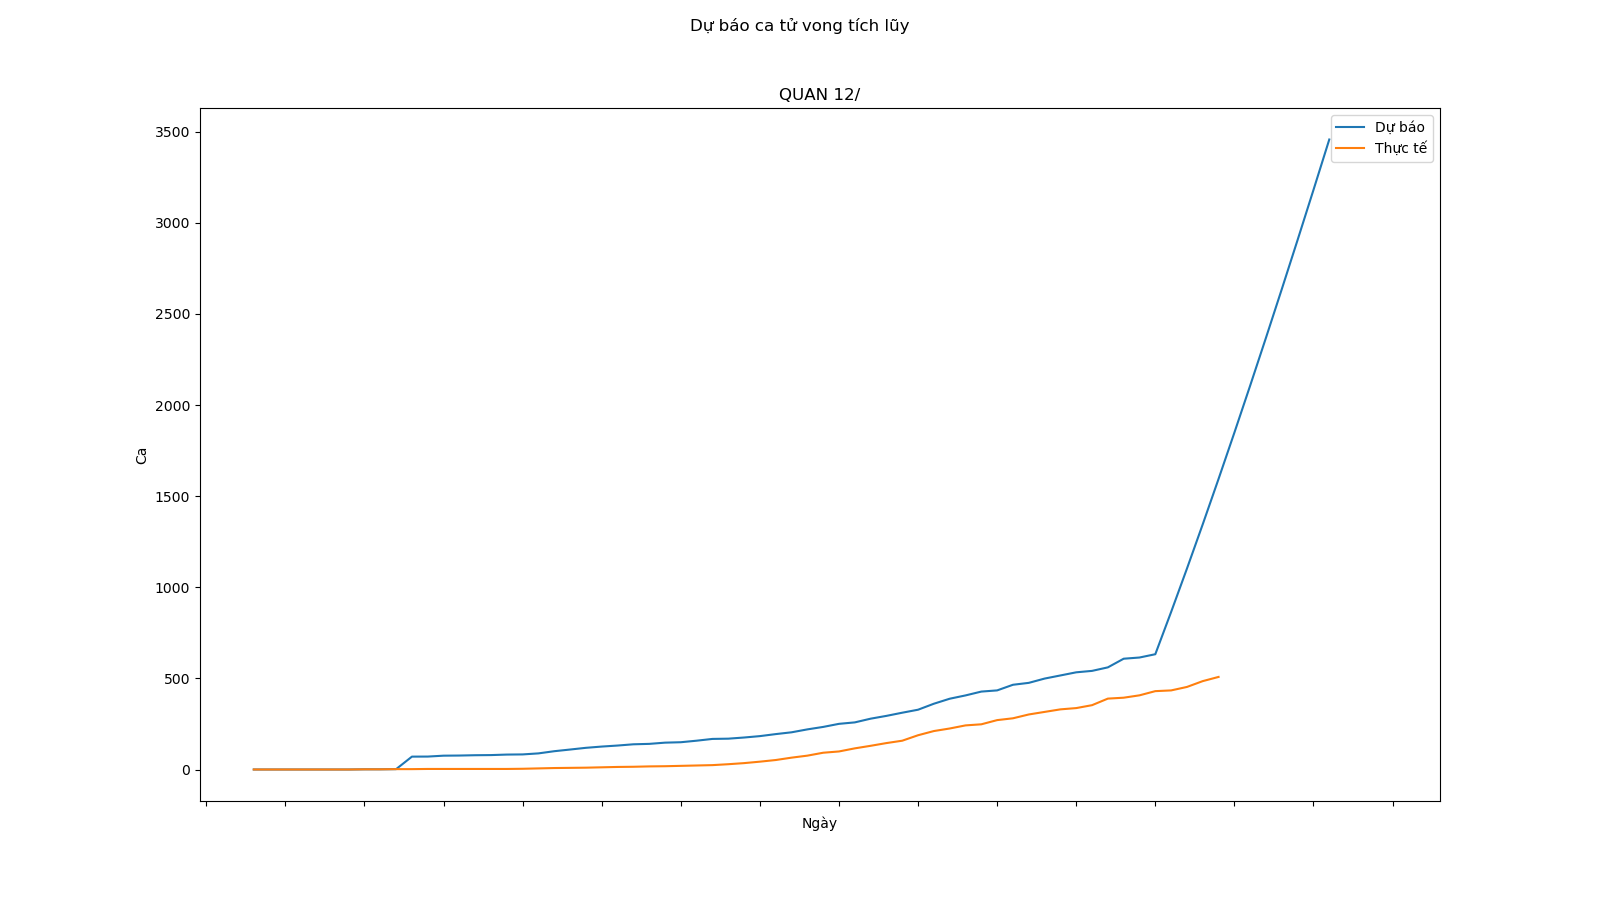 Dự báo ca tử vong tích lũy
QUAN 12/
Dự báo
Thực tế
3500
3000
2500
2000
1500
1000
500
0
Ca
Ngày